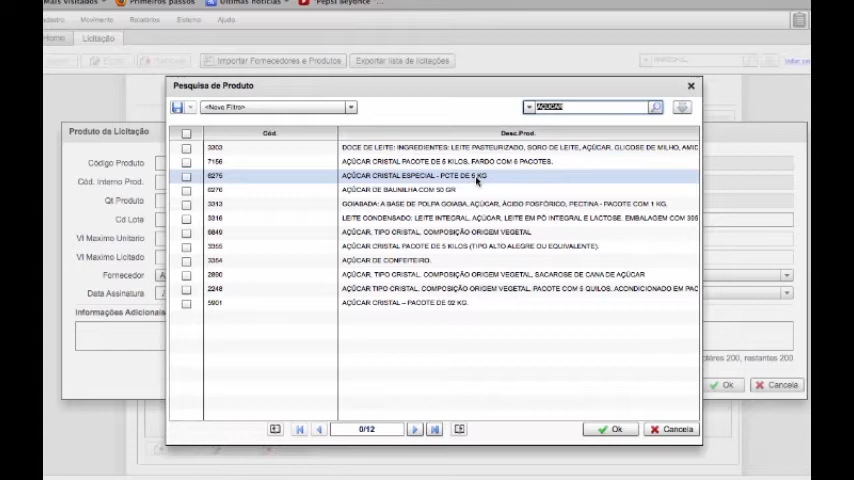 Mais visitados Primeiros passos Últimas notícias "Pepsi Beyonce "...
Cadastro Movimento Relatórios Externo Ajuda
Home Licitação
Importar Fornecedores e Produtos Exportar lista de licitações
Pesquisa de Produto
<Novo Filtro> AÇUCAR
Produto da Licitação
Cód. Desc.Prod.
3303 DOCE DE LEITE: INGREDIENTES: LEITE PASTEURIZADO, SORO DE LEITE, AÇÚCAR, GLICOSE DE MILHO, AMID
Código Produto 7156 AÇÚCAR CRISTAL PACOTE DE 5 KILOS, FARDO COM 6 PACOTES.
6275 AÇÚCAR CRISTAL ESPECIAL - PCTE DE 5 KG
Cód. Interno Prod.
6276 AÇÚCAR DE BAUNILHA COM 50 GR
Qt Produto 3313 GOIABADA: A BASE DE POLPA GOIABA, AÇÚCAR, ÁCIDO FOSFÓRICO, PECTINA - PACOTE COM 1 KG.
Cd Lote 3316 LEITE CONDENSADO: LEITE INTEGRAL, AÇÚCAR, LEITE EM PÓ INTEGRAL E LACTOSE. EMBALAGEM COM 395
6849 AÇÚCAR, TIPO CRISTAL, COMPOSIÇÃO ORIGEM VEGETAL
Vl Maximo Unitario
3355 AÇÚCAR CRISTAL PACOTE DE 5 KILOS (TIPO ALTO ALEGRE OU EQUIVALENTE).
Vl Maximo Licitado 3354 AÇÚCAR DE CONFEITEIRO.
Fornecedor A 2890 AÇÚCAR, TIPO CRISTAL, COMPOSIÇÃO ORIGEM VEGETAL, SACAROSE DE CANA DE AÇÚCAR
Data Assinatura 2248 AÇÚCAR TIPO CRISTAL, COMPOSIÇÃO ORIGEM VEGETAL, PACOTE COM 5 QUILOS, ACONDICIONADO EM PAC
5901 AÇÚCAR CRISTAL – PACOTE DE 02 KG.
Informações Adicionais
racteres 200, restantes 200
Ok Cancela
0/12 Ok Cancela